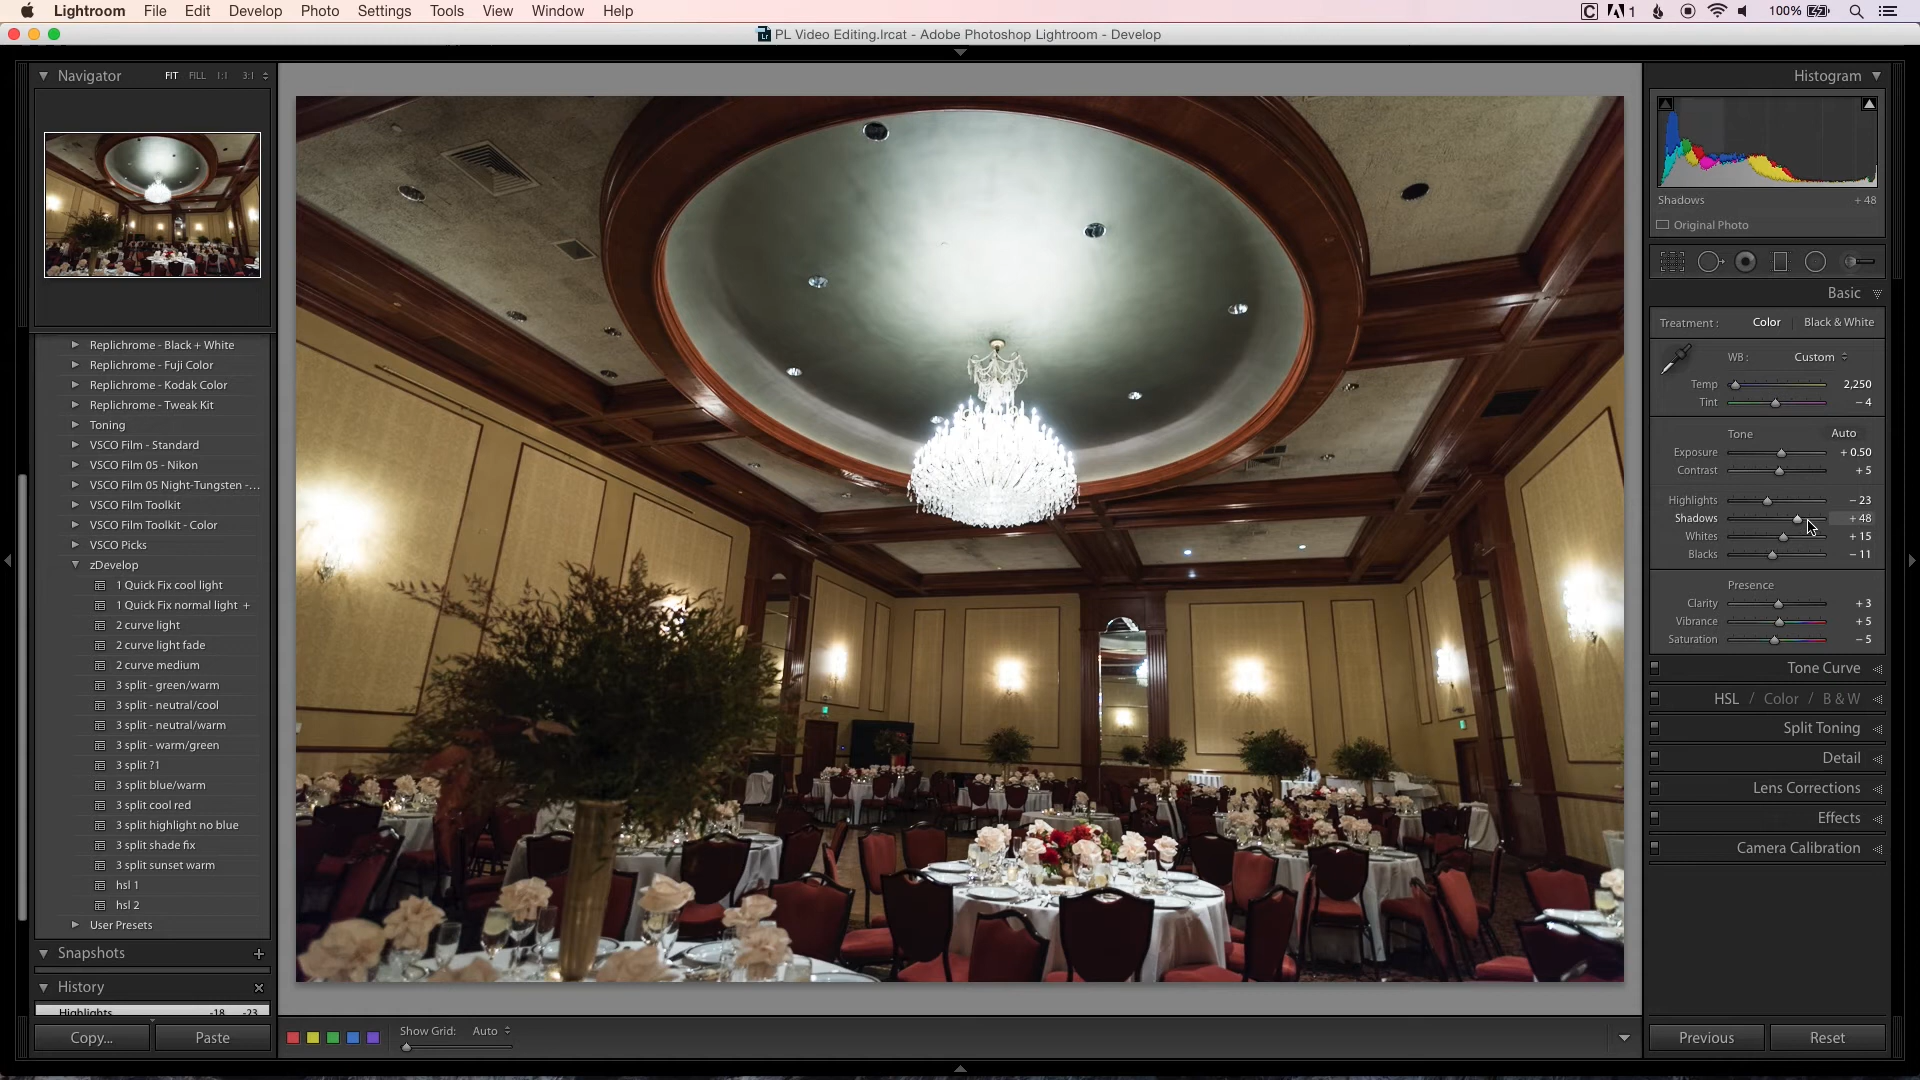 Lightroom File Edit Develop Photo Settings Tools View Window Help 1 100%
PL Video Editing.lrcat - Adobe Photoshop Lightroom - Develop
Navigator FIT FILL 1:1 3:1
Replichrome - Black + White
Replichrome - Fuji Color
Replichrome - Kodak Color
Replichrome - Tweak Kit
Toning
VSCO Film - Standard
VSCO Film 05 - Nikon
VSCO Film 05 Night-Tungsten -...
VSCO Film Toolkit
VSCO Film Toolkit - Color
VSCO Picks
zDevelop
1 Quick Fix cool light
1 Quick Fix normal light +
2 curve light
2 curve light fade
2 curve medium
3 split - green/warm
3 split - neutral/cool
3 split - neutral/warm
3 split - warm/green
3 split ?1
3 split blue/warm
3 split cool red
3 split highlight no blue
3 split shade fix
3 split sunset warm
hsl 1
hsl 2
User Presets
Snapshots +
History
Highlights -18 -23
Copy... Paste
Show Grid: Auto
Histogram
Shadows + 48
Original Photo
Basic
Treatment : Color Black & White
WB : Custom
Temp 2,250
Tint - 4
Tone Auto
Exposure + 0.50
Contrast + 5
Highlights - 23
Shadows + 48
Whites + 15
Blacks - 11
Presence
Clarity + 3
Vibrance + 5
Saturation - 5
Tone Curve
HSL / Color / B & W
Split Toning
Detail
Lens Corrections
Effects
Camera Calibration
Previous Reset